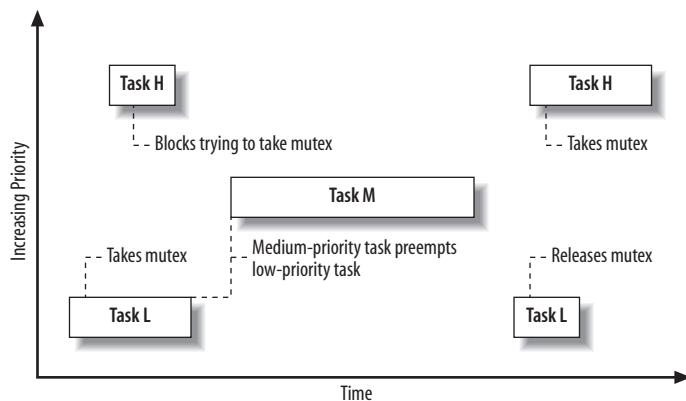 Increasing Priority
Task H
Blocks trying to take mutex
Task H
Takes mutex
Task M
Medium-priority task preempts
low-priority task
Takes mutex
Task L
Releases mutex
Task L
Time